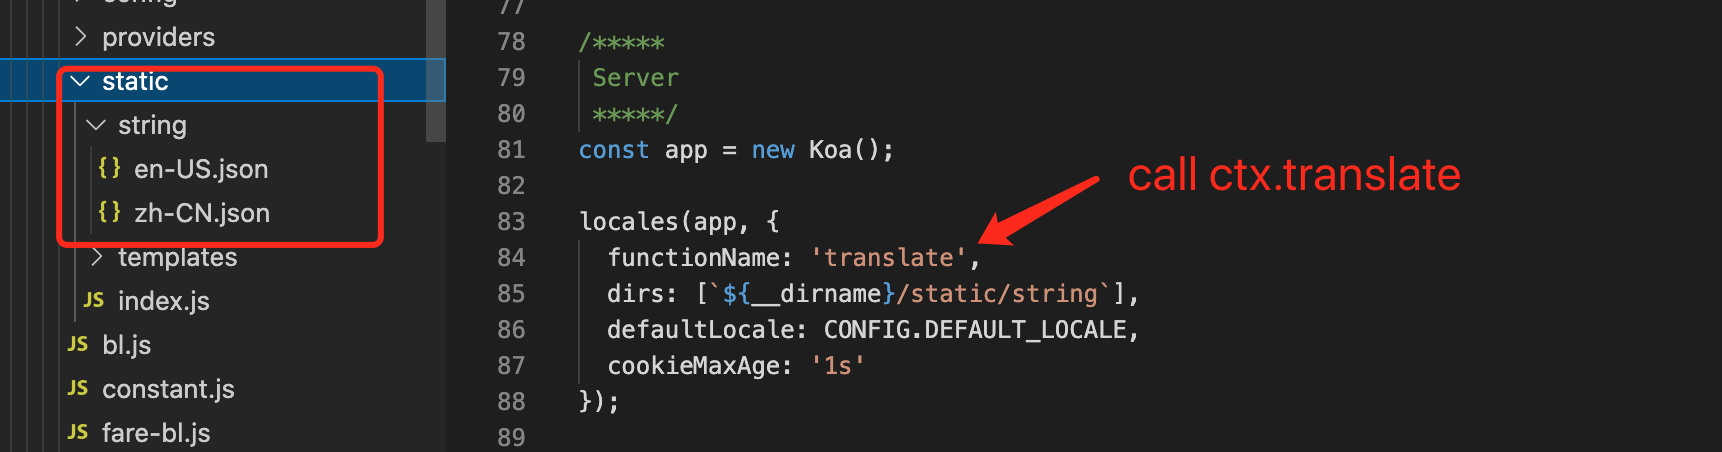 config
providers
static
string
{} en-US.json
{} zh-CN.json
templates
JS index.js
JS bl.js
JS constant.js
JS fare-bl.js
77
78 /*****
79 Server
80 *****/
81 const app = new Koa();
82
83 locales(app, {
84 functionName: 'translate',
85 dirs: [`${__dirname}/static/string`],
86 defaultLocale: CONFIG.DEFAULT_LOCALE,
87 cookieMaxAge: '1s'
88 });
89
call ctx.translate